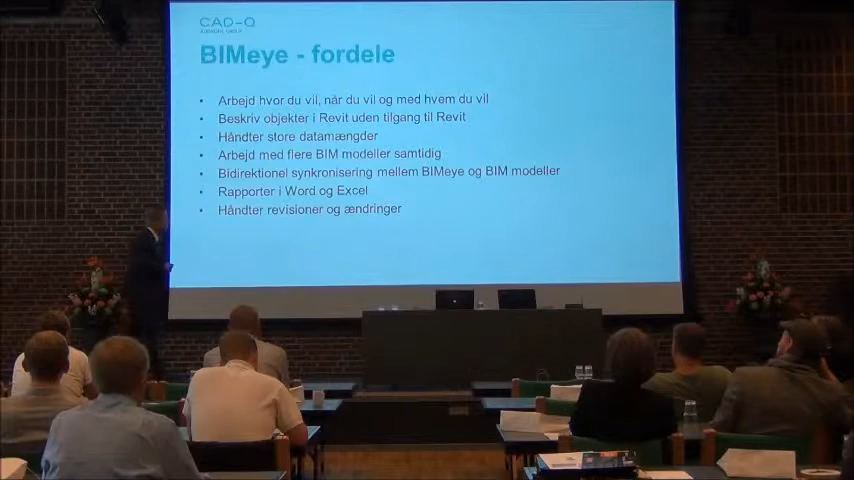 CAD-Q
BIMeye - fordele
• Arbejd hvor du vil, når du vil og med hvem du vil
• Beskriv objekter i Revit uden tilgang til Revit
• Håndter store datamængder
• Arbejd med flere BIM modeller samtidig
• Bidirektionel synkronisering mellem BIMeye og BIM modeller
• Rapporter i Word og Excel
• Håndter revisioner og ændringer